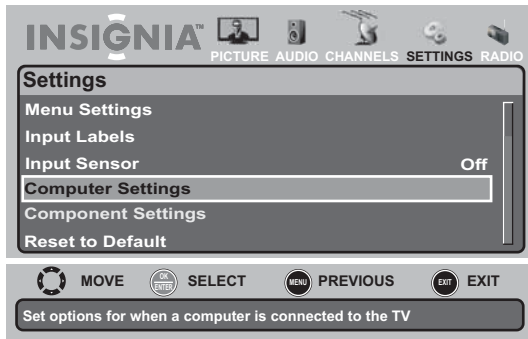 INSIGNIA™
PICTURE AUDIO CHANNELS SETTINGS RADIO
Settings
Menu Settings
Input Labels
Input Sensor Off
Computer Settings
Component Settings
Reset to Default
MOVE OK ENTER SELECT MENU PREVIOUS EXIT EXIT
Set options for when a computer is connected to the TV